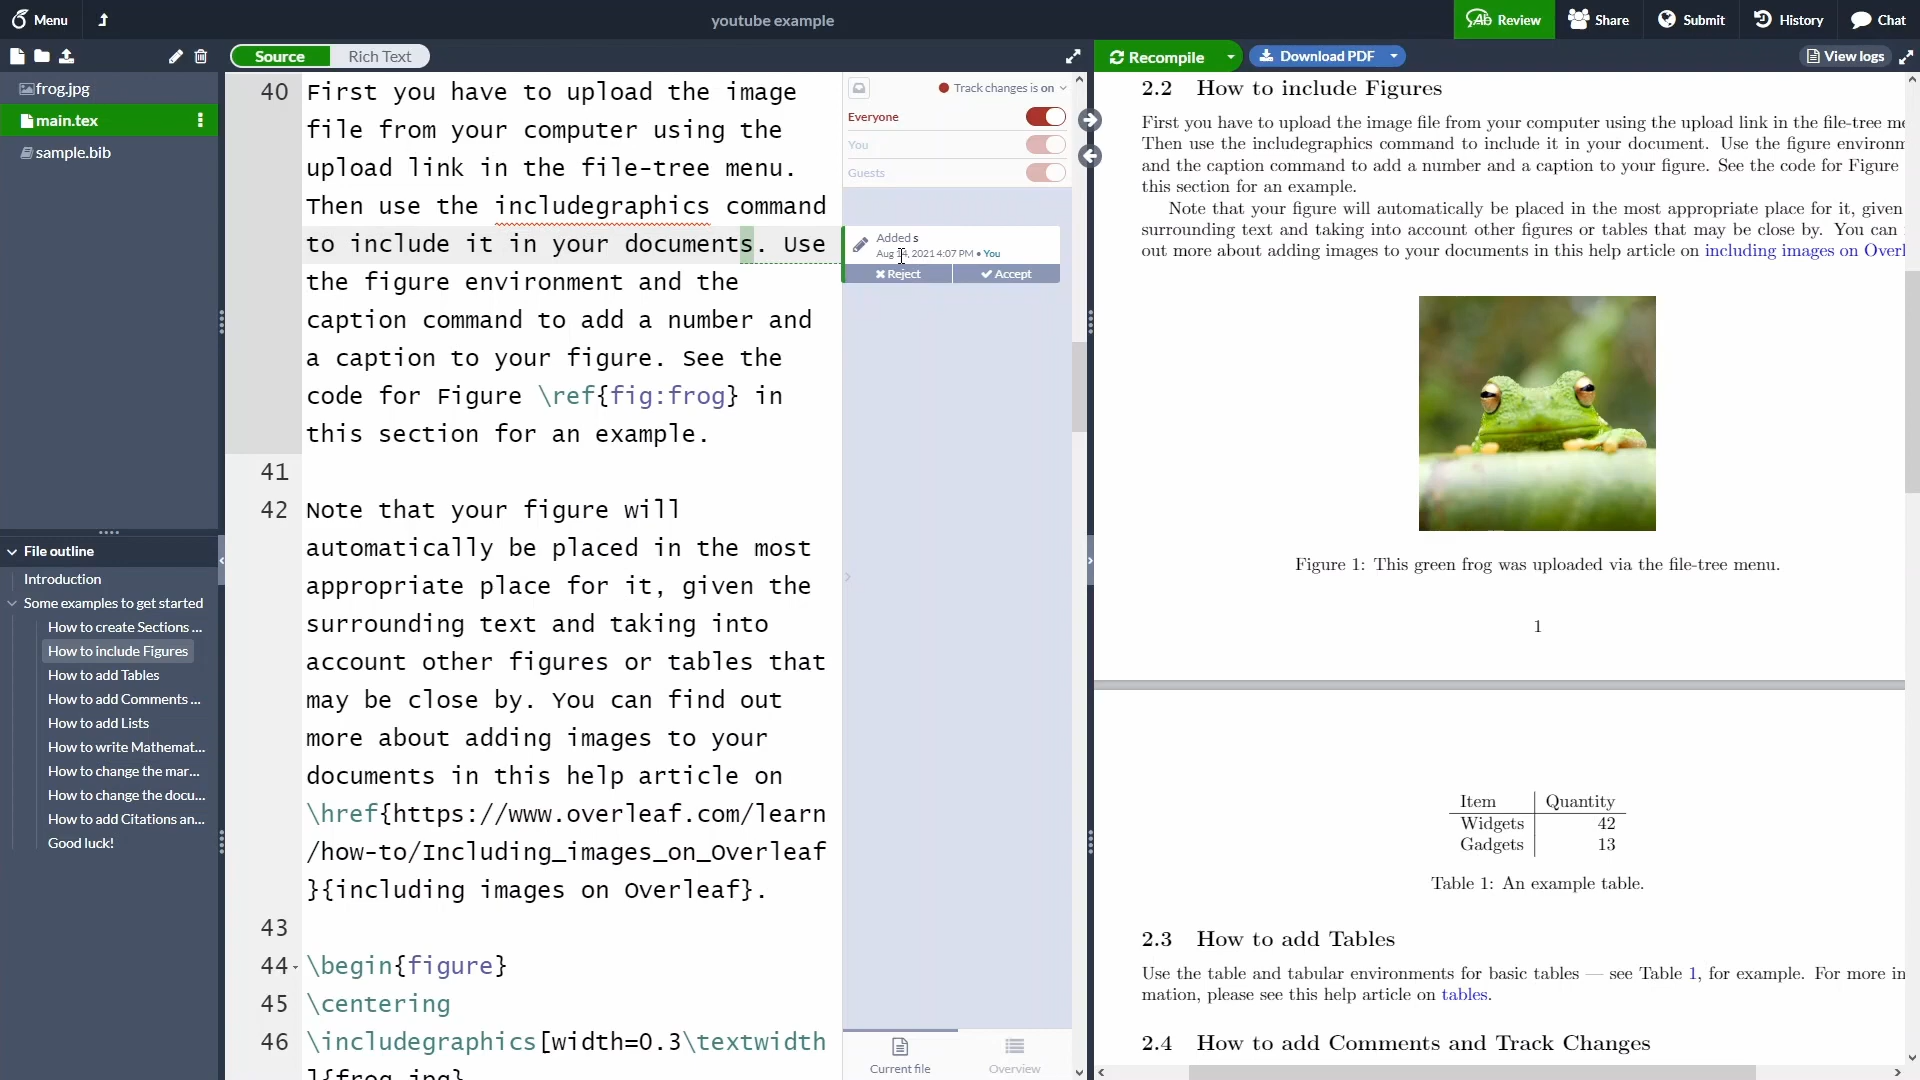 Menu
youtube example
Review
Share
Submit
History
Chat
Source
Rich Text
Recompile
Download PDF
View logs
frog.jpg
main.tex
sample.bib
File outline
Introduction
Some examples to get started
How to create Sections ...
How to include Figures
How to add Tables
How to add Comments ...
How to add Lists
How to write Mathemat...
How to change the mar...
How to change the docu...
How to add Citations an...
Good luck!
40 First you have to upload the image
file from your computer using the
upload link in the file-tree menu.
Then use the includegraphics command
to include it in your documents. Use
the figure environment and the
caption command to add a number and
a caption to your figure. See the
code for Figure \ref{fig:frog} in
this section for an example.
41
42 Note that your figure will
automatically be placed in the most
appropriate place for it, given the
surrounding text and taking into
account other figures or tables that
may be close by. You can find out
more about adding images to your
documents in this help article on
\href{https://www.overleaf.com/learn
/how-to/Including_images_on_Overleaf
}{including images on Overleaf}.
43
44 \begin{figure}
45 \centering
46 \includegraphics[width=0.3\textwidth
]{frog.jpg}
Track changes is on
Everyone
You
Guests
Added s
Aug 14, 2021 4:07 PM • You
Reject
Accept
Current file
Overview
2.2 How to include Figures
First you have to upload the image file from your computer using the upload link in the file-tree me
Then use the includegraphics command to include it in your document. Use the figure environm
and the caption command to add a number and a caption to your figure. See the code for Figure
this section for an example.
Note that your figure will automatically be placed in the most appropriate place for it, given
surrounding text and taking into account other figures or tables that may be close by. You can
out more about adding images to your documents in this help article on including images on Overl
Figure 1: This green frog was uploaded via the file-tree menu.
1
Item Quantity
Widgets 42
Gadgets 13
Table 1: An example table.
2.3 How to add Tables
Use the table and tabular environments for basic tables — see Table 1, for example. For more in
mation, please see this help article on tables.
2.4 How to add Comments and Track Changes